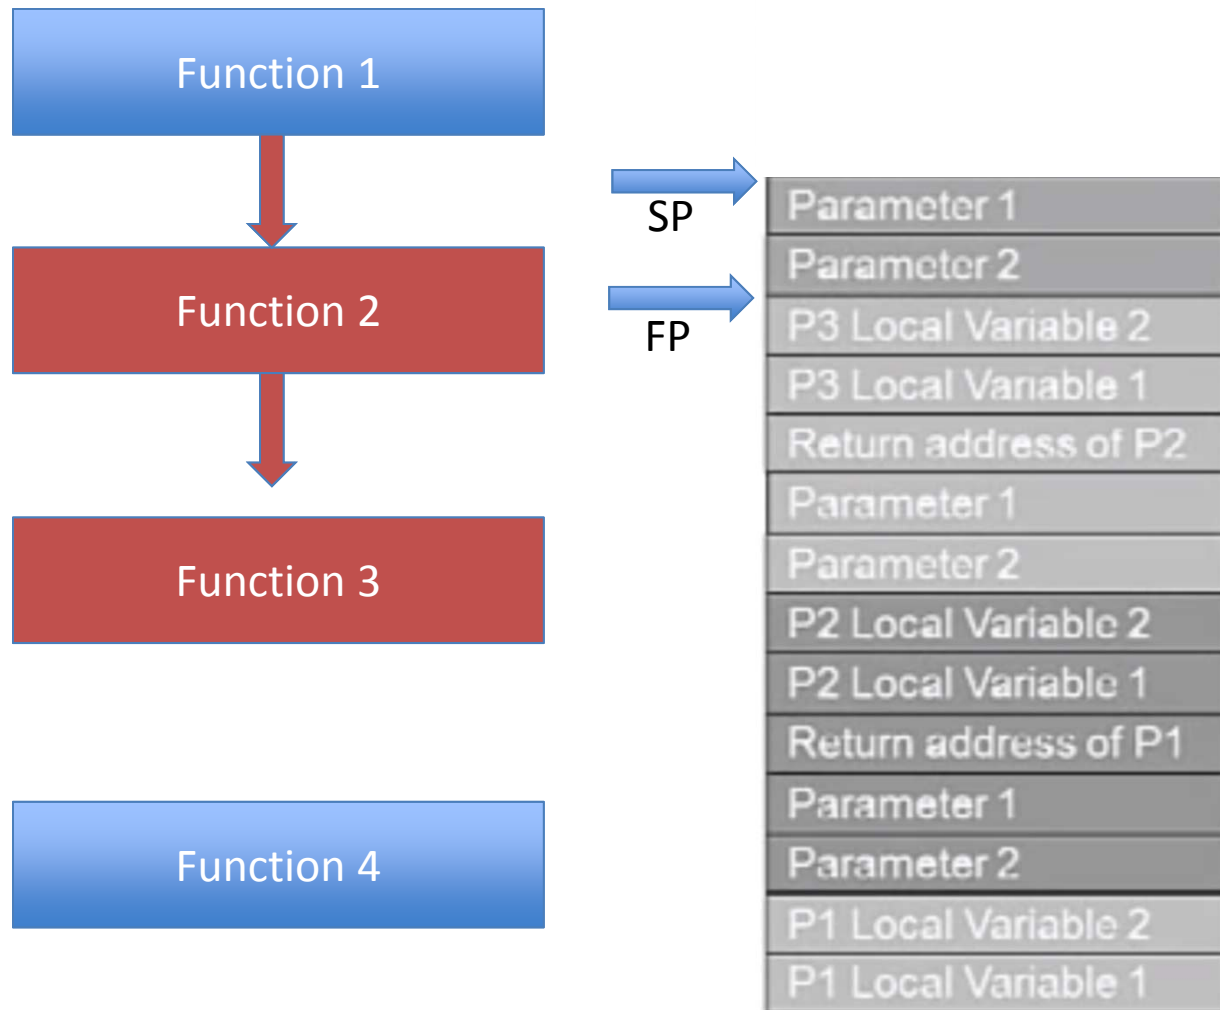 Function 1
Function 2
Function 3
Function 4
SP
FP
Parameter 1
Parameter 2
P3 Local Variable 2
P3 Local Variable 1
Return address of P2
Parameter 1
Parameter 2
P2 Local Variable 2
P2 Local Variable 1
Return address of P1
Parameter 1
Parameter 2
P1 Local Variable 2
P1 Local Variable 1